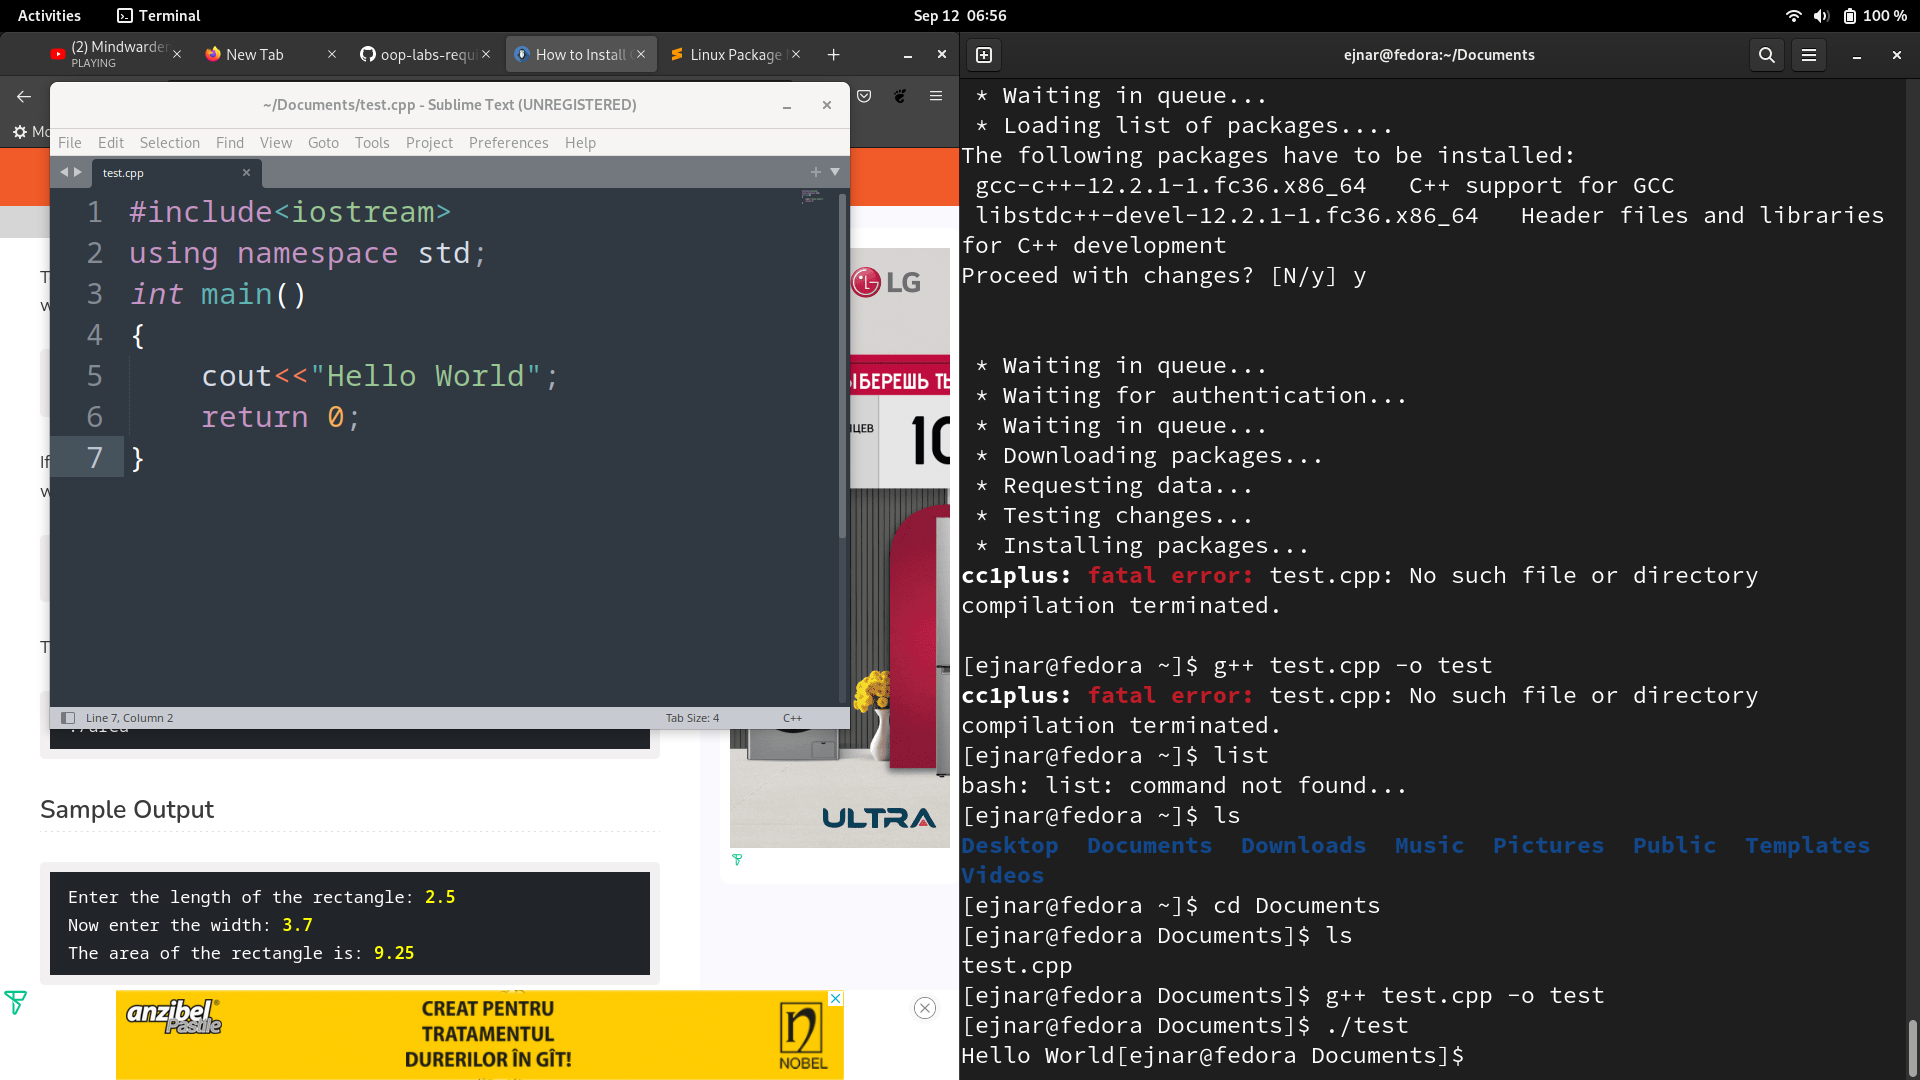 Activities
Terminal
Sep 12 06:56
100 %
(2) Mindwarde
PLAYING
New Tab
oop-labs-requi
How to Install
Linux Package
~/Documents/test.cpp - Sublime Text (UNREGISTERED)
File Edit Selection Find View Goto Tools Project Preferences Help
test.cpp
1 #include<iostream>
2 using namespace std;
3 int main()
4 {
5     cout<<"Hello World";
6     return 0;
7 }
Line 7, Column 2
Tab Size: 4
C++
LG
ЫБЕРЕШЬ
ULTRA
Sample Output
Enter the length of the rectangle: 2.5
Now enter the width: 3.7
The area of the rectangle is: 9.25
anzibel®
Pastile
CREAT PENTRU
TRATAMENTUL
DURERILOR ÎN GÎT!
n
NOBEL
ejnar@fedora:~/Documents
* Waiting in queue...
* Loading list of packages....
The following packages have to be installed:
gcc-c++-12.2.1-1.fc36.x86_64   C++ support for GCC
libstdc++-devel-12.2.1-1.fc36.x86_64   Header files and libraries
for C++ development
Proceed with changes? [N/y] y
* Waiting in queue...
* Waiting for authentication...
* Waiting in queue...
* Downloading packages...
* Requesting data...
* Testing changes...
* Installing packages...
cc1plus: fatal error: test.cpp: No such file or directory
compilation terminated.
[ejnar@fedora ~]$ g++ test.cpp -o test
cc1plus: fatal error: test.cpp: No such file or directory
compilation terminated.
[ejnar@fedora ~]$ list
bash: list: command not found...
[ejnar@fedora ~]$ ls
Desktop  Documents  Downloads  Music  Pictures  Public  Templates
Videos
[ejnar@fedora ~]$ cd Documents
[ejnar@fedora Documents]$ ls
test.cpp
[ejnar@fedora Documents]$ g++ test.cpp -o test
[ejnar@fedora Documents]$ ./test
Hello World[ejnar@fedora Documents]$